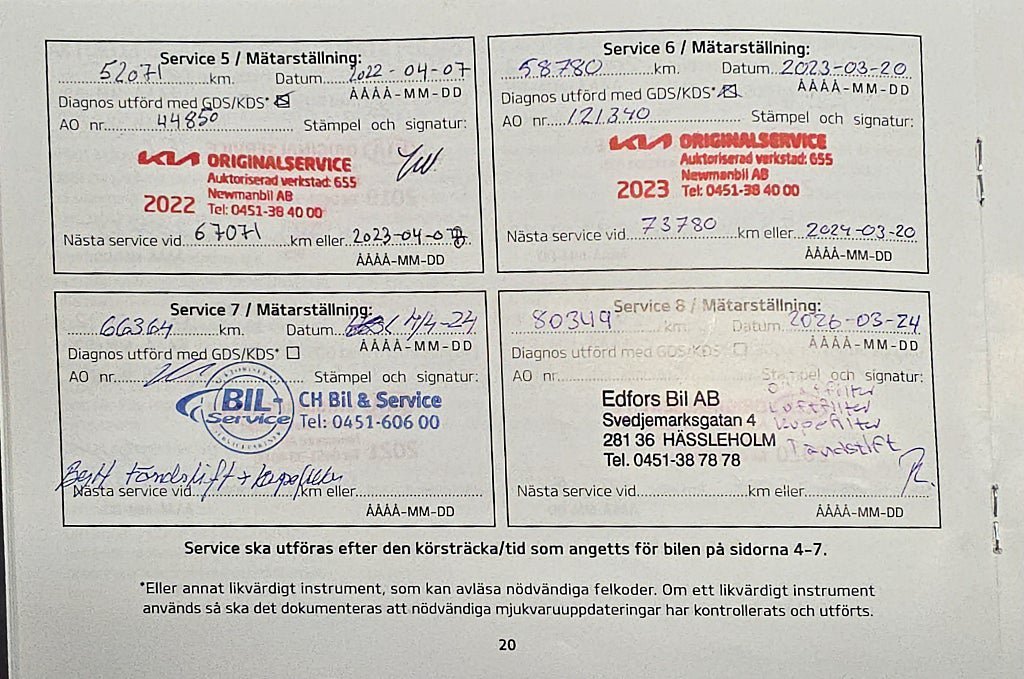 Service 5 / Mätarställning:
52071 km. Datum 2022-04-07
Diagnos utförd med GDS/KDS* ÅÅÅÅ-MM-DD
AO nr. 44850 Stämpel och signatur:
KIA ORIGINALSERVICE
Auktoriserad verkstad: 655
Newmanbil AB
2022 Tel: 0451-38 40 00
Nästa service vid 67071 km eller 2023-04-07
ÅÅÅÅ-MM-DD
Service 6 / Mätarställning:
58780 km. Datum 2023-03-20
Diagnos utförd med GDS/KDS* ÅÅÅÅ-MM-DD
AO nr. 121340 Stämpel och signatur:
KIA ORIGINALSERVICE
Auktoriserad verkstad: 655
Newmanbil AB
2023 Tel: 0451-38 40 00
Nästa service vid 73780 km eller 2024-03-20
ÅÅÅÅ-MM-DD
Service 7 / Mätarställning:
66364 km. Datum 4/4-24
Diagnos utförd med GDS/KDS* ÅÅÅÅ-MM-DD
AO nr. Stämpel och signatur:
BIL-
Service
CH Bil & Service
Tel: 0451-606 00
Bytt Tändstift +
Nästa service vid km eller
ÅÅÅÅ-MM-DD
Service 8 / Mätarställning:
80349 km. Datum 2026-03-24
Diagnos utförd med GDS/KDS* ÅÅÅÅ-MM-DD
AO nr. Stämpel och signatur:
Luftfilter
Kupefilter
Tändstift
Edfors Bil AB
Svedjemarksgatan 4
281 36 HÄSSLEHOLM
Tel. 0451-38 78 78
Nästa service vid km eller
ÅÅÅÅ-MM-DD
Service ska utföras efter den körsträcka/tid som angetts för bilen på sidorna 4-7.
*Eller annat likvärdigt instrument, som kan avläsa nödvändiga felkoder. Om ett likvärdigt instrument
används så ska det dokumenteras att nödvändiga mjukvaruuppdateringar har kontrollerats och utförts.
20